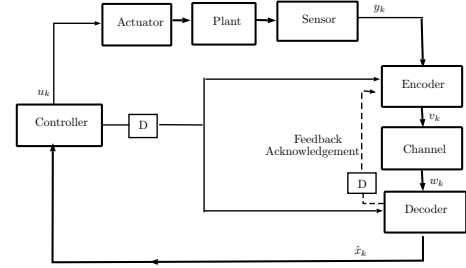 Actuator
Plant
Sensor
y_k
u_k
Encoder
v_k
Controller
D
Feedback
Acknowledgement
Channel
D
w_k
Decoder
x̂_k